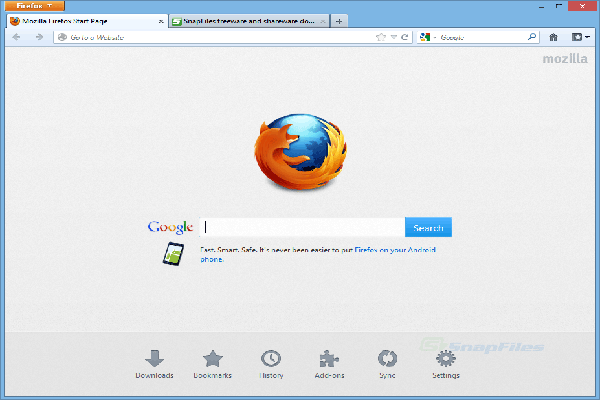 Firefox
Mozilla Firefox Start Page
SnapFiles freeware and shareware do...
Go to a Website
Google
mozilla
Google
Search
Fast. Smart. Safe. It's never been easier to put Firefox on your Android
phone.
SnapFiles
Downloads
Bookmarks
History
Add-ons
Sync
Settings